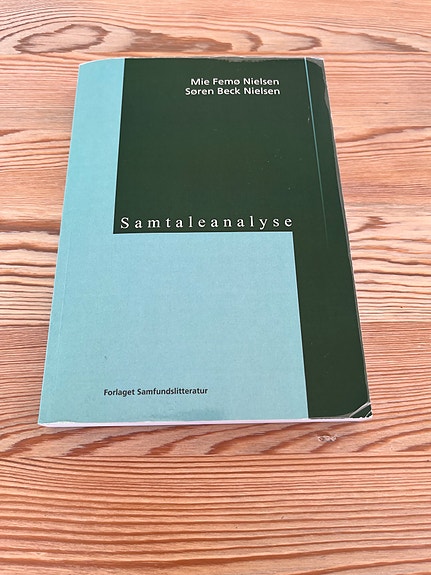 Mie Femø Nielsen
Søren Beck Nielsen
Samtaleanalyse
Forlaget Samfundslitteratur